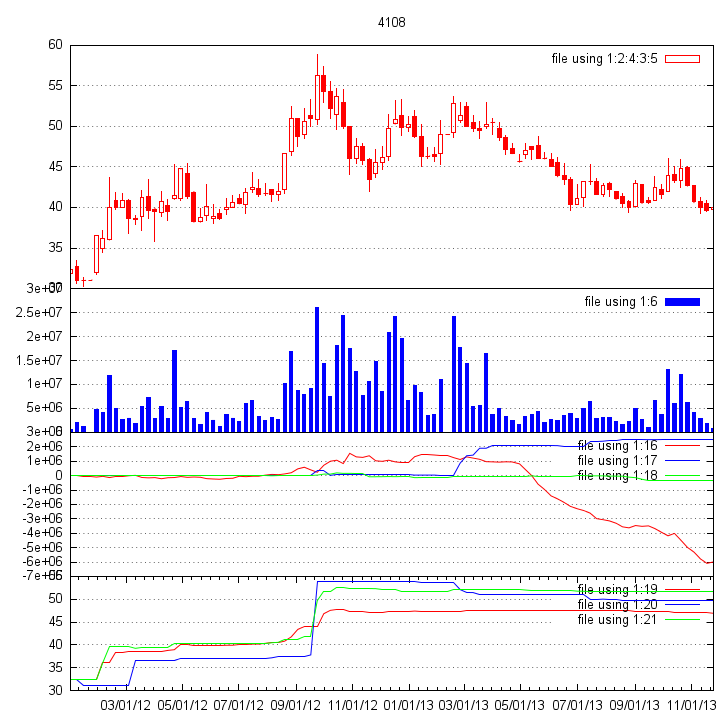 4108
60
file using 1:2:4:3:5
55
50
45
40
35
3e+07
file using 1:6
2.5e+07
2e+07
1.5e+07
1e+07
5e+06
file using 1:16
2e+06
file using 1:17
1e+06
file using 1:18
0
-1e+06
-2e+06
-3e+06
-4e+06
-5e+06
-6e+06
file using 1:19
50
file using 1:20
45
file using 1:21
40
35
30
03/01/12 05/01/12 07/01/12 09/01/12 11/01/12 01/01/13 03/01/13 05/01/13 07/01/13 09/01/13 11/01/13